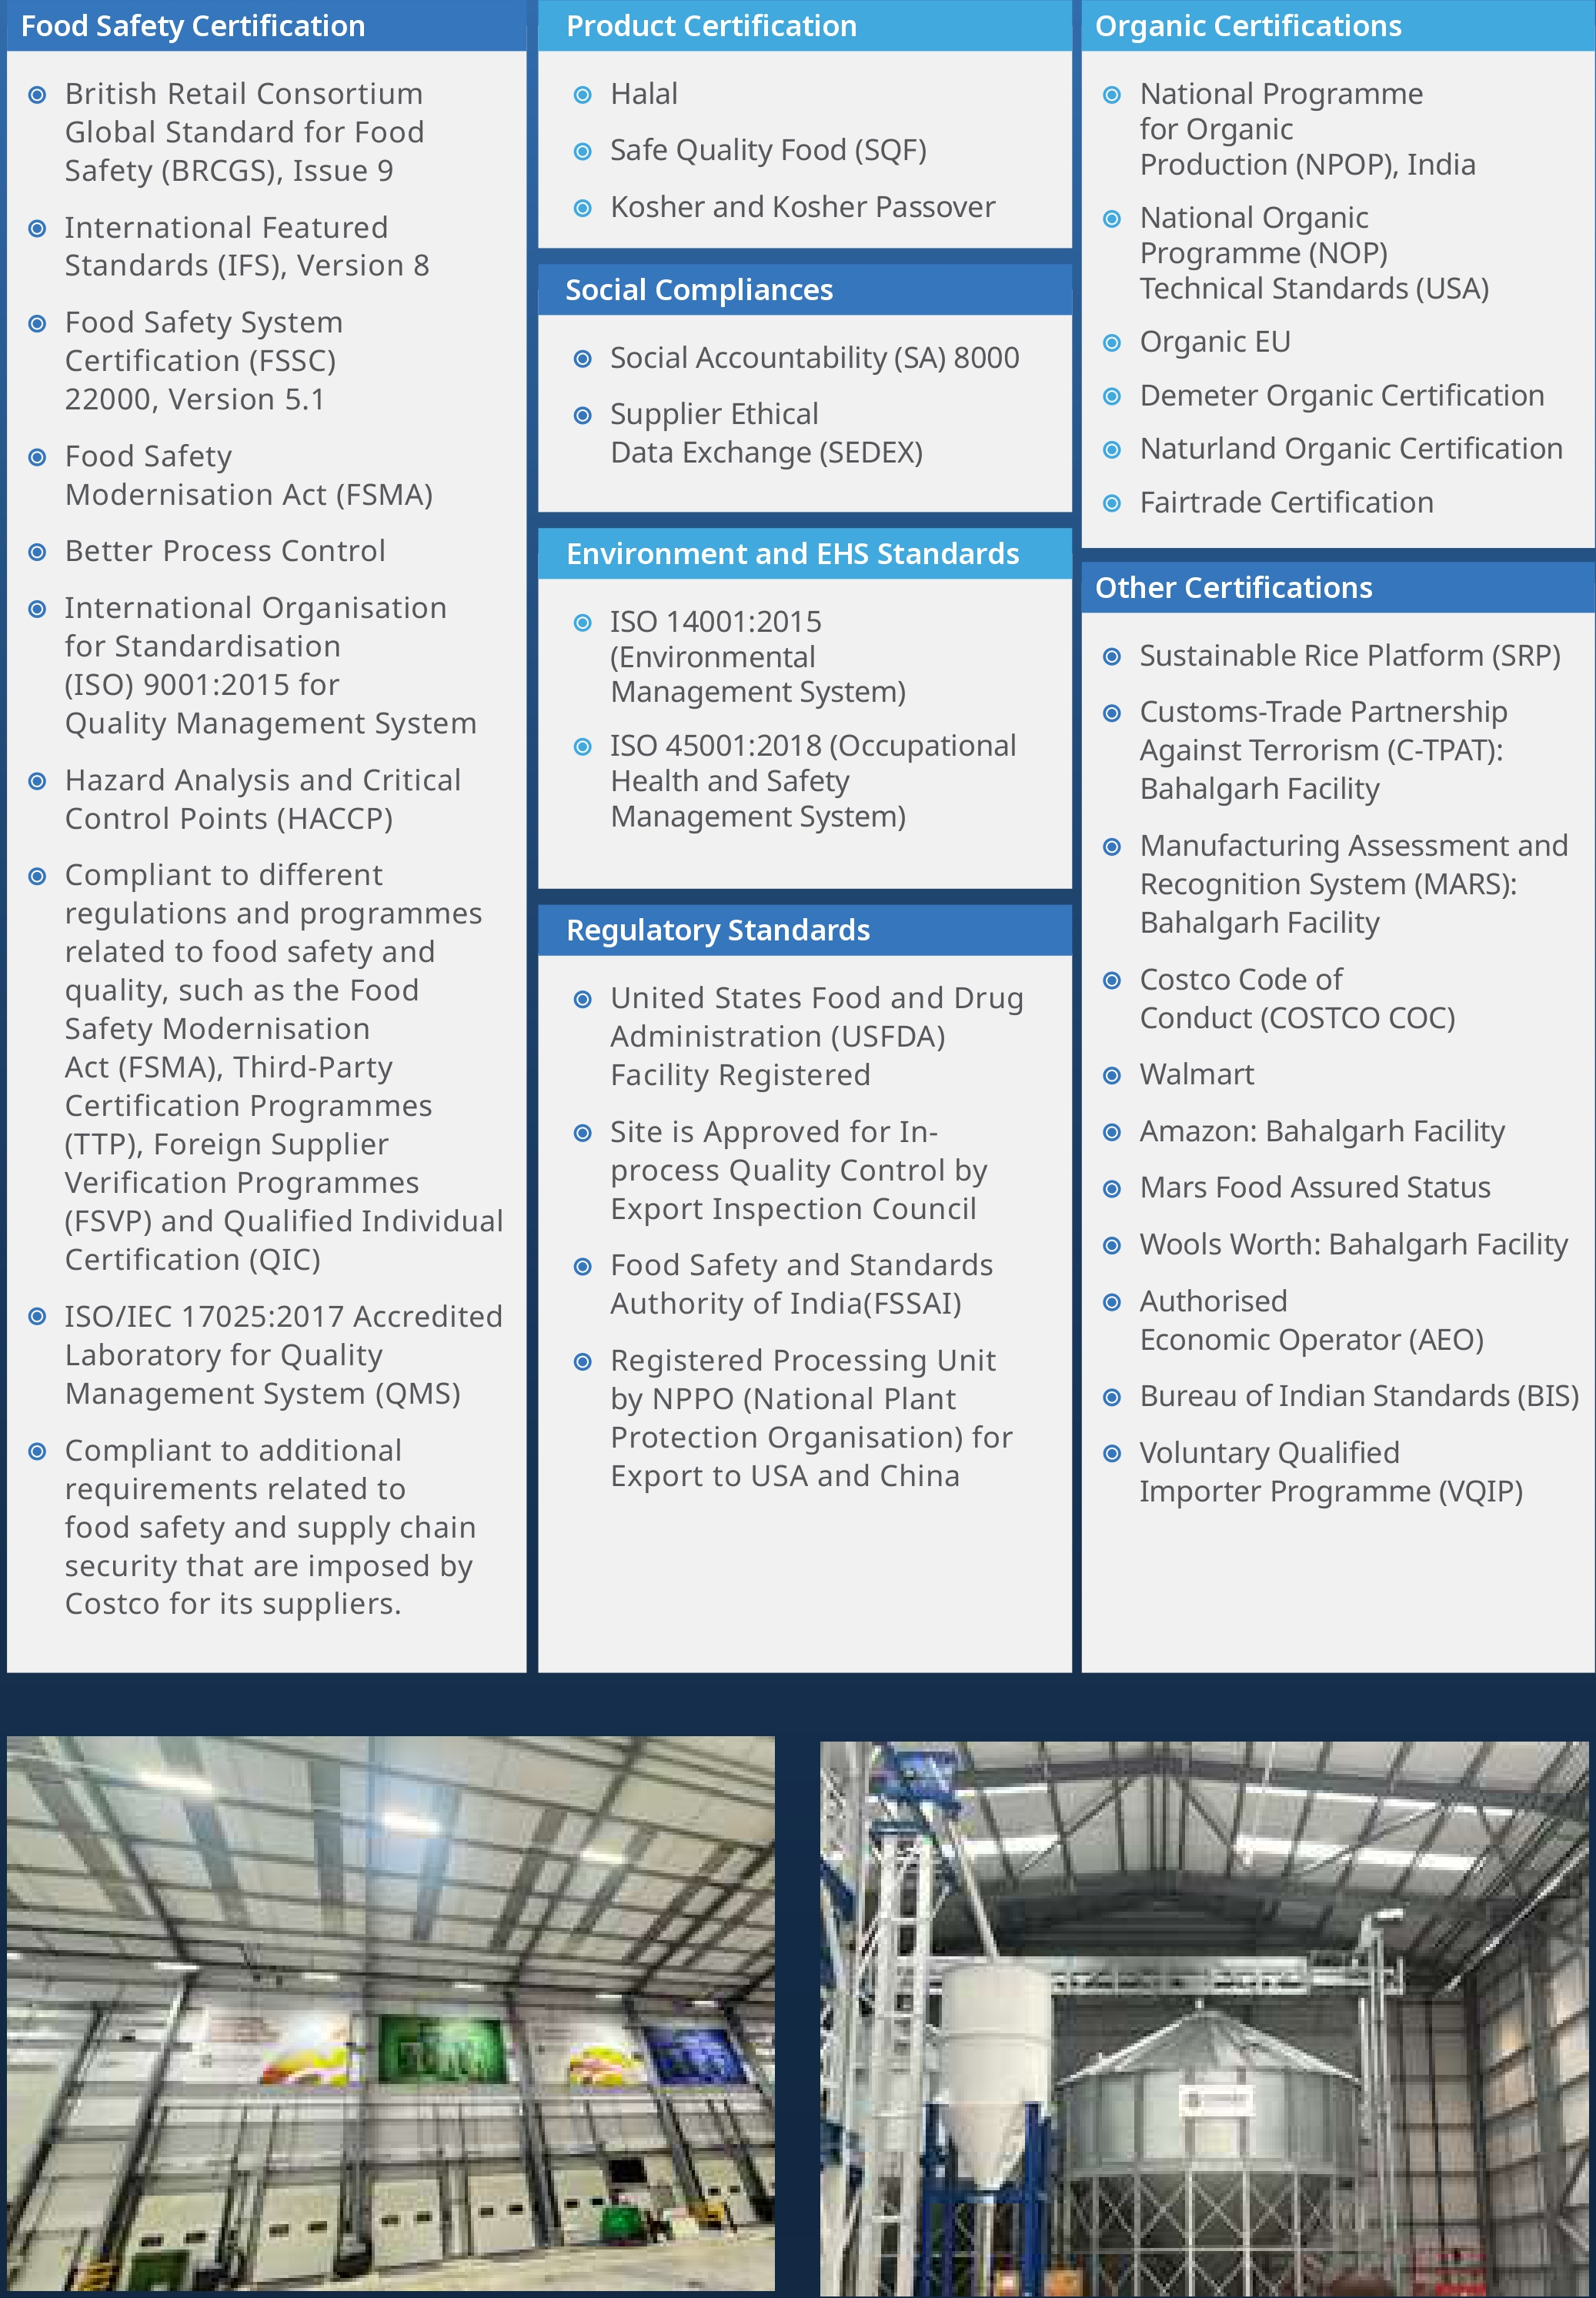 Food Safety Certification
British Retail Consortium
Global Standard for Food
Safety (BRCGS), Issue 9
International Featured
Standards (IFS), Version 8
Food Safety System
Certification (FSSC)
22000, Version 5.1
Food Safety
Modernisation Act (FSMA)
Better Process Control
International Organisation
for Standardisation
(ISO) 9001:2015 for
Quality Management System
Hazard Analysis and Critical
Control Points (HACCP)
Compliant to different
regulations and programmes
related to food safety and
quality, such as the Food
Safety Modernisation
Act (FSMA), Third-Party
Certification Programmes
(TTP), Foreign Supplier
Verification Programmes
(FSVP) and Qualified Individual
Certification (QIC)
ISO/IEC 17025:2017 Accredited
Laboratory for Quality
Management System (QMS)
Compliant to additional
requirements related to
food safety and supply chain
security that are imposed by
Costco for its suppliers.
Product Certification
Halal
Safe Quality Food (SQF)
Kosher and Kosher Passover
Social Compliances
Social Accountability (SA) 8000
Supplier Ethical
Data Exchange (SEDEX)
Environment and EHS Standards
ISO 14001:2015
(Environmental
Management System)
ISO 45001:2018 (Occupational
Health and Safety
Management System)
Regulatory Standards
United States Food and Drug
Administration (USFDA)
Facility Registered
Site is Approved for In-
process Quality Control by
Export Inspection Council
Food Safety and Standards
Authority of India(FSSAI)
Registered Processing Unit
by NPPO (National Plant
Protection Organisation) for
Export to USA and China
Organic Certifications
National Programme
for Organic
Production (NPOP), India
National Organic
Programme (NOP)
Technical Standards (USA)
Organic EU
Demeter Organic Certification
Naturland Organic Certification
Fairtrade Certification
Other Certifications
Sustainable Rice Platform (SRP)
Customs-Trade Partnership
Against Terrorism (C-TPAT):
Bahalgarh Facility
Manufacturing Assessment and
Recognition System (MARS):
Bahalgarh Facility
Costco Code of
Conduct (COSTCO COC)
Walmart
Amazon: Bahalgarh Facility
Mars Food Assured Status
Wools Worth: Bahalgarh Facility
Authorised
Economic Operator (AEO)
Bureau of Indian Standards (BIS)
Voluntary Qualified
Importer Programme (VQIP)